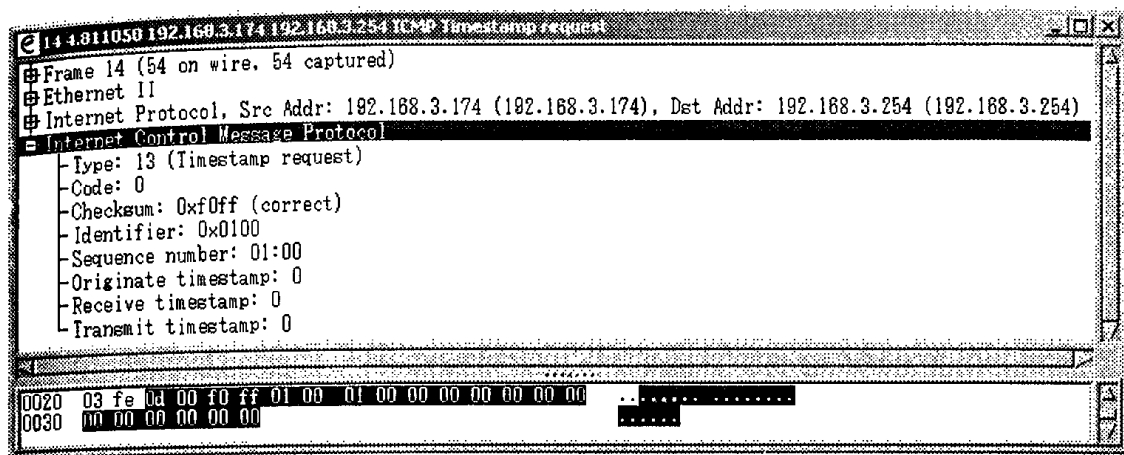 14 4.811050 192.168.3.174 192.168.3.254 ICMP Timestamp request
Frame 14 (54 on wire, 54 captured)
Ethernet II
Internet Protocol, Src Addr: 192.168.3.174 (192.168.3.174), Dst Addr: 192.168.3.254 (192.168.3.254)
Internet Control Message Protocol
Type: 13 (Timestamp request)
Code: 0
Checksum: 0xf0ff (correct)
Identifier: 0x0100
Sequence number: 01:00
Originate timestamp: 0
Receive timestamp: 0
Transmit timestamp: 0
0020 03 fe 0d 00 f0 ff 01 00 01 00 00 00 00 00 00 00 ........ ........
0030 00 00 00 00 00 00 ......